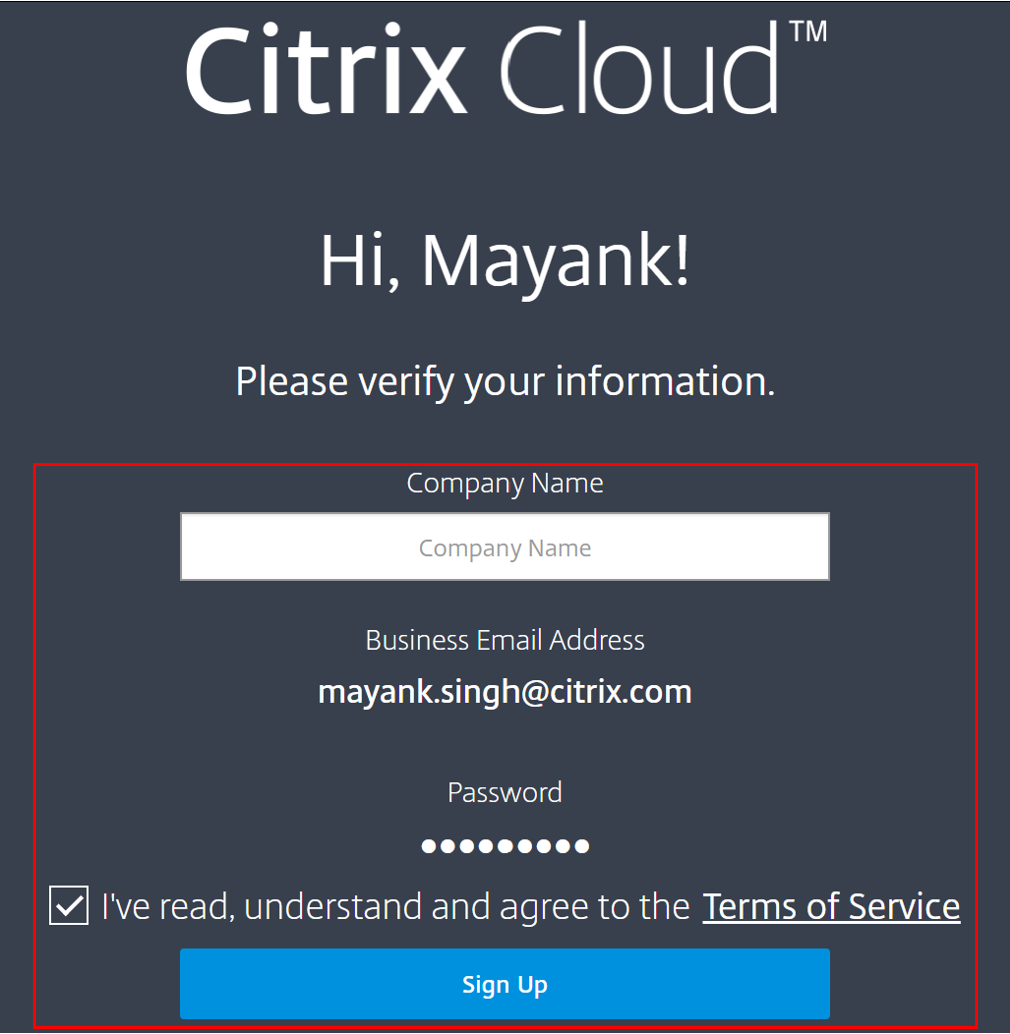 Citrix Cloud™
Hi, Mayank!
Please verify your information.
Company Name
Company Name
Business Email Address
mayank.singh@citrix.com
Password
●●●●●●●●●
I've read, understand and agree to the Terms of Service
Sign Up